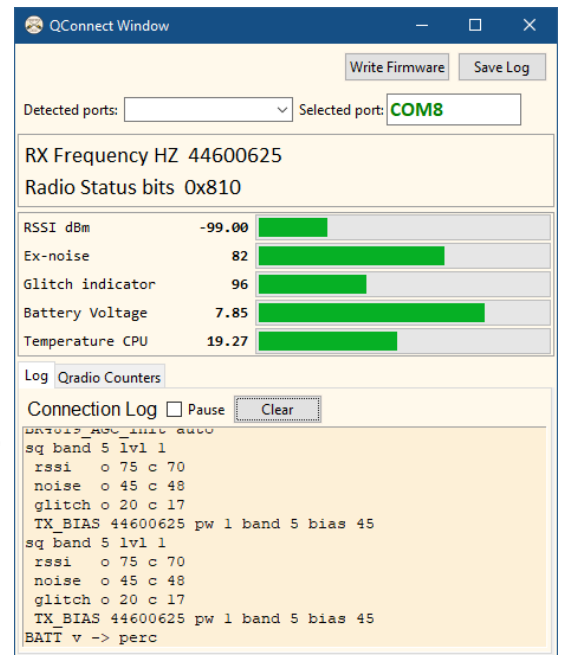 QConnect Window
Write Firmware Save Log
Detected ports: Selected port: COM8
RX Frequency HZ 44600625
Radio Status bits 0x810
RSSI dBm -99.00
Ex-noise 82
Glitch indicator 96
Battery Voltage 7.85
Temperature CPU 19.27
Log Qradio Counters
Connection Log Pause Clear
BK4819_AGC_init auto
sq band 5 lvl 1
rssi o 75 c 70
noise o 45 c 48
glitch o 20 c 17
TX_BIAS 44600625 pw 1 band 5 bias 45
sq band 5 lvl 1
rssi o 75 c 70
noise o 45 c 48
glitch o 20 c 17
TX_BIAS 44600625 pw 1 band 5 bias 45
BATT v -> perc